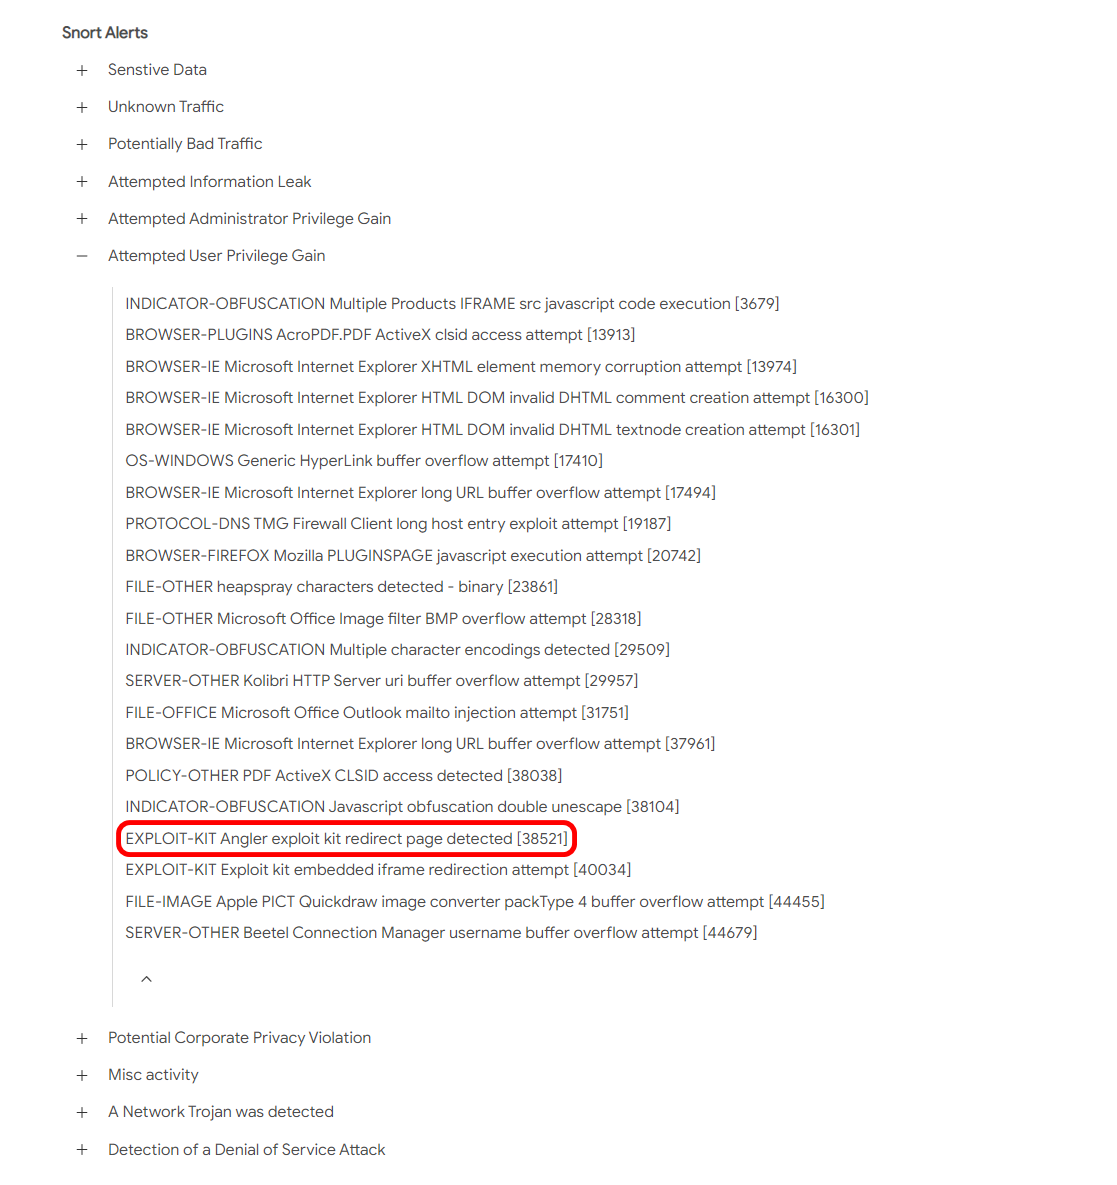 Snort Alerts
+ Senstive Data
+ Unknown Traffic
+ Potentially Bad Traffic
+ Attempted Information Leak
+ Attempted Administrator Privilege Gain
− Attempted User Privilege Gain
INDICATOR-OBFUSCATION Multiple Products IFRAME src javascript code execution [3679]
BROWSER-PLUGINS AcroPDF.PDF ActiveX clsid access attempt [13913]
BROWSER-IE Microsoft Internet Explorer XHTML element memory corruption attempt [13974]
BROWSER-IE Microsoft Internet Explorer HTML DOM invalid DHTML comment creation attempt [16300]
BROWSER-IE Microsoft Internet Explorer HTML DOM invalid DHTML textnode creation attempt [16301]
OS-WINDOWS Generic HyperLink buffer overflow attempt [17410]
BROWSER-IE Microsoft Internet Explorer long URL buffer overflow attempt [17494]
PROTOCOL-DNS TMG Firewall Client long host entry exploit attempt [19187]
BROWSER-FIREFOX Mozilla PLUGINSPAGE javascript execution attempt [20742]
FILE-OTHER heapspray characters detected - binary [23861]
FILE-OTHER Microsoft Office Image filter BMP overflow attempt [28318]
INDICATOR-OBFUSCATION Multiple character encodings detected [29509]
SERVER-OTHER Kolibri HTTP Server uri buffer overflow attempt [29957]
FILE-OFFICE Microsoft Office Outlook mailto injection attempt [31751]
BROWSER-IE Microsoft Internet Explorer long URL buffer overflow attempt [37961]
POLICY-OTHER PDF ActiveX CLSID access detected [38038]
INDICATOR-OBFUSCATION Javascript obfuscation double unescape [38104]
EXPLOIT-KIT Angler exploit kit redirect page detected [38521]
EXPLOIT-KIT Exploit kit embedded iframe redirection attempt [40034]
FILE-IMAGE Apple PICT Quickdraw image converter packType 4 buffer overflow attempt [44455]
SERVER-OTHER Beetel Connection Manager username buffer overflow attempt [44679]
+ Potential Corporate Privacy Violation
+ Misc activity
+ A Network Trojan was detected
+ Detection of a Denial of Service Attack